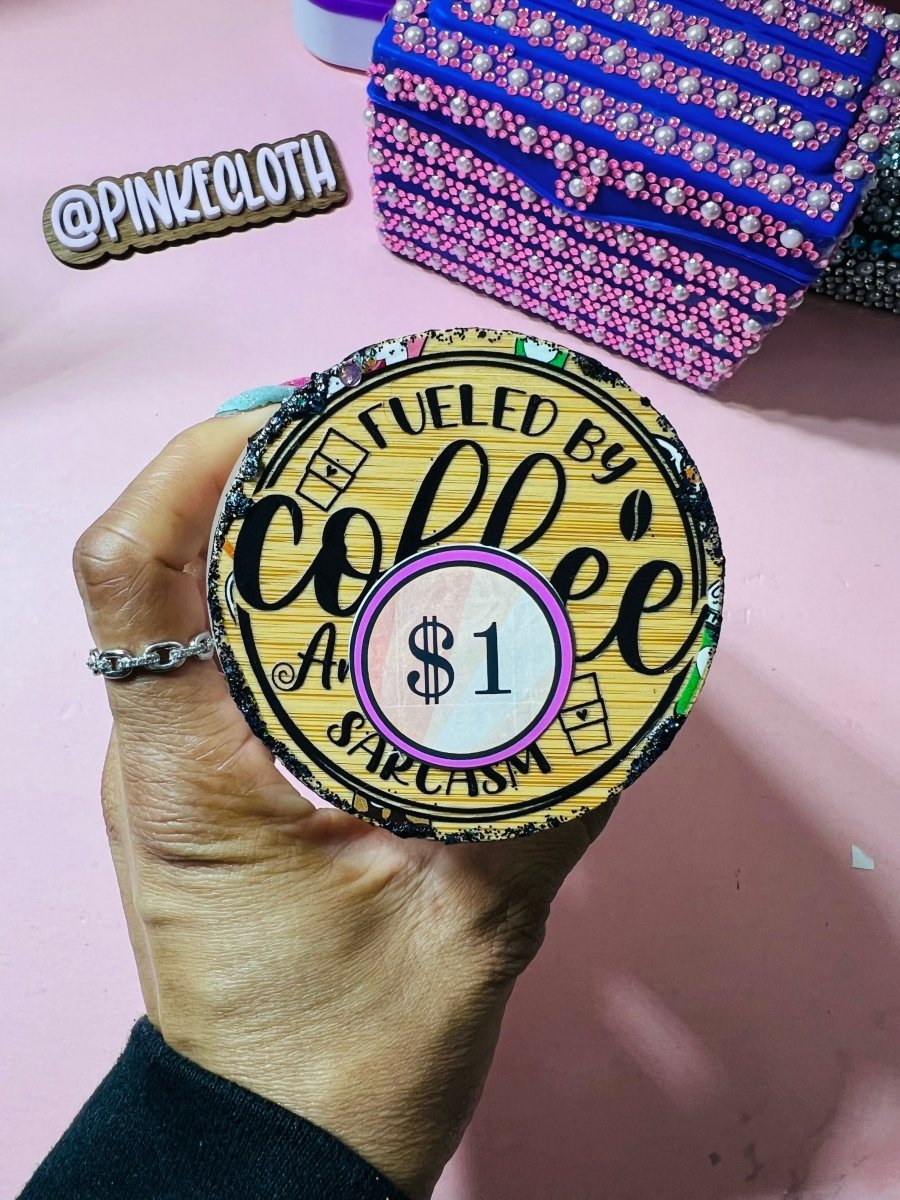 @PINKECLOTH
FUELED BY
coffee
$1
SARCASM